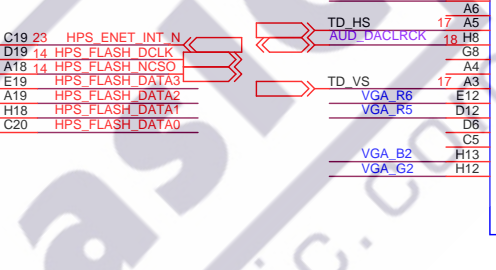 A6
TD_HS 17 A5
C19 23 HPS_ENET_INT_N AUD_DACLRCK 18 H8
D19 14 HPS_FLASH_DCLK G8
A18 14 HPS_FLASH_NCSO A4
E19 HPS_FLASH_DATA3 TD_VS 17 A3
A19 HPS_FLASH_DATA2 VGA_R6 E12
H18 HPS_FLASH_DATA1 VGA_R5 D12
C20 HPS_FLASH_DATA0 D6
C5
VGA_B2 H13
VGA_G2 H12